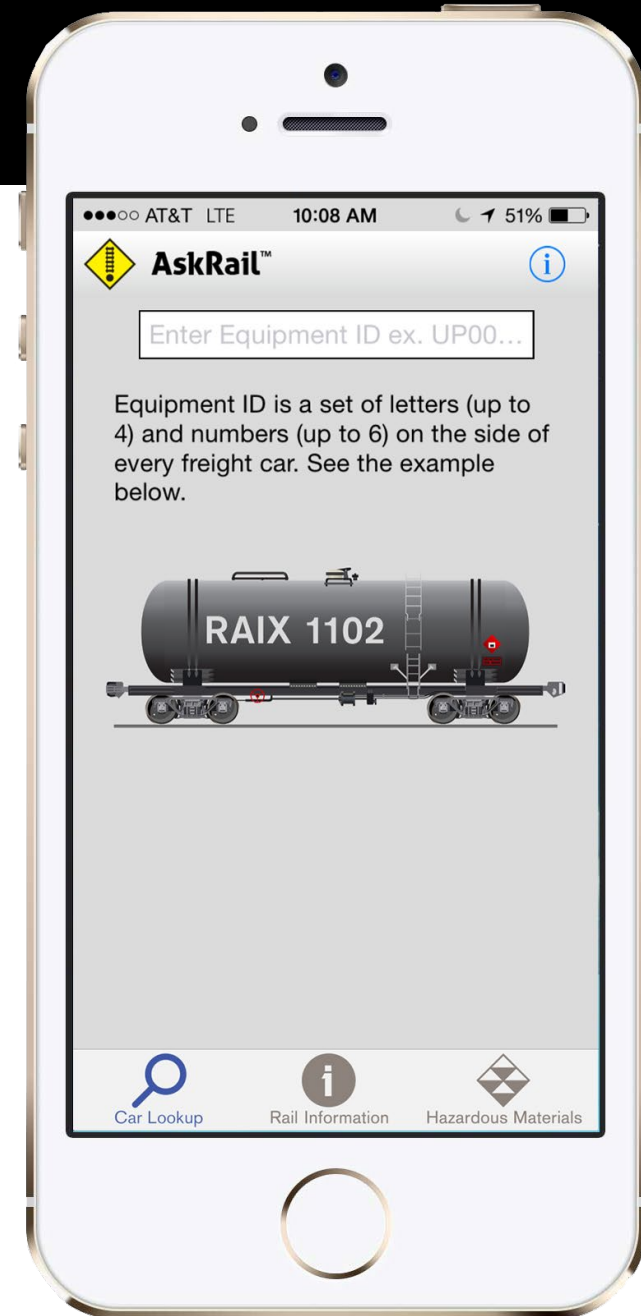 AT&T LTE 10:08 AM 51%
AskRail™
Enter Equipment ID ex. UP00...
Equipment ID is a set of letters (up to
4) and numbers (up to 6) on the side of
every freight car. See the example
below.
RAIX 1102
Car Lookup Rail Information Hazardous Materials